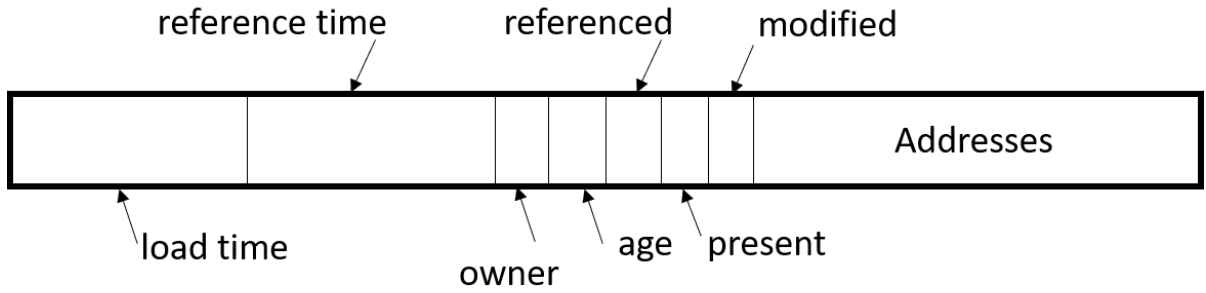 reference time
referenced
modified
Addresses
load time
owner
age
present